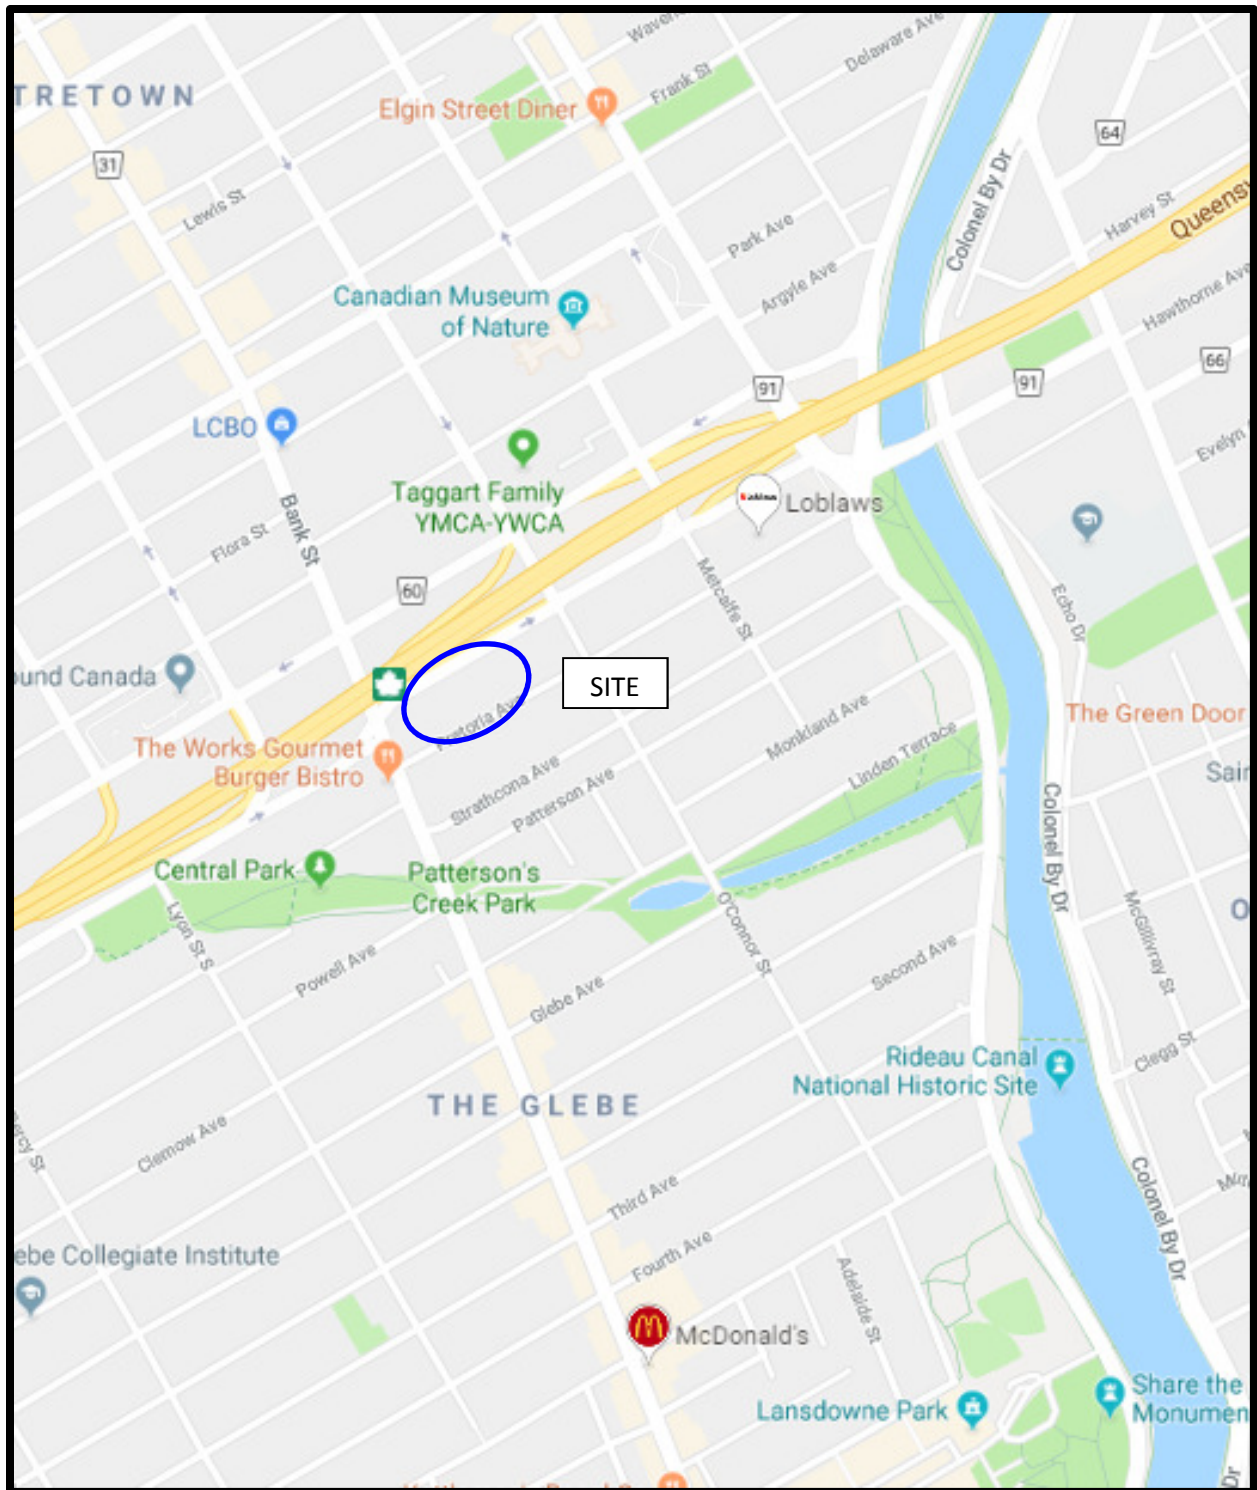 Waver
Delaware Ave
TRETOWN
Elgin Street Diner
Frank St
64
31
Colonel By Dr
Lewis St
Harvey St
Queens
Park Ave
Argyle Ave
Canadian Museum
of Nature
Hawthorne Ave
66
91
91
LCBO
Evelyn
Taggart Family
YMCA-YWCA
Loblaws
Bank St
Flora St
Metcalfe St
60
Echo Dr
und Canada
SITE
Pretoria Ave
The Green Door
Monkland Ave
Linden Terrace
The Works Gourmet
Burger Bistro
Sain
Strathcona Ave
Patterson Ave
Colonel By Dr
Central Park
Patterson's
Creek Park
O
Lyon St S
O'Connor St
McGillivray St
Powell Ave
Second Ave
Glebe Ave
Clegg St
Rideau Canal
National Historic Site
THE GLEBE
ercy St
Clemow Ave
Colonel By Dr
Third Ave
ebe Collegiate Institute
Fourth Ave
Adelaide St
McDonald's
Share the
Monumen
Lansdowne Park
Dr